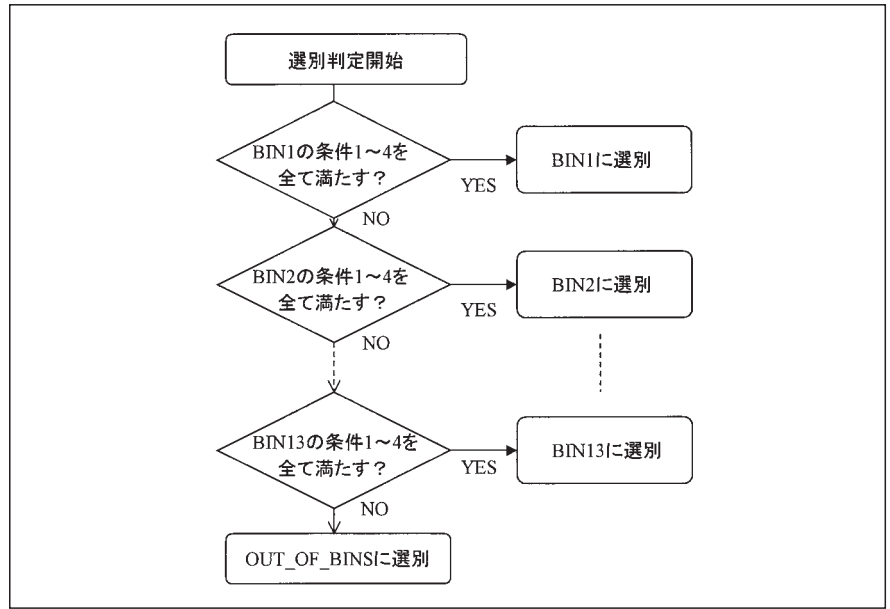 選別判定開始
BIN1の条件1～4を
全て満たす？
YES
BIN1に選別
NO
BIN2の条件1～4を
全て満たす？
YES
BIN2に選別
NO
BIN13の条件1～4を
全て満たす？
YES
BIN13に選別
NO
OUT_OF_BINSに選別